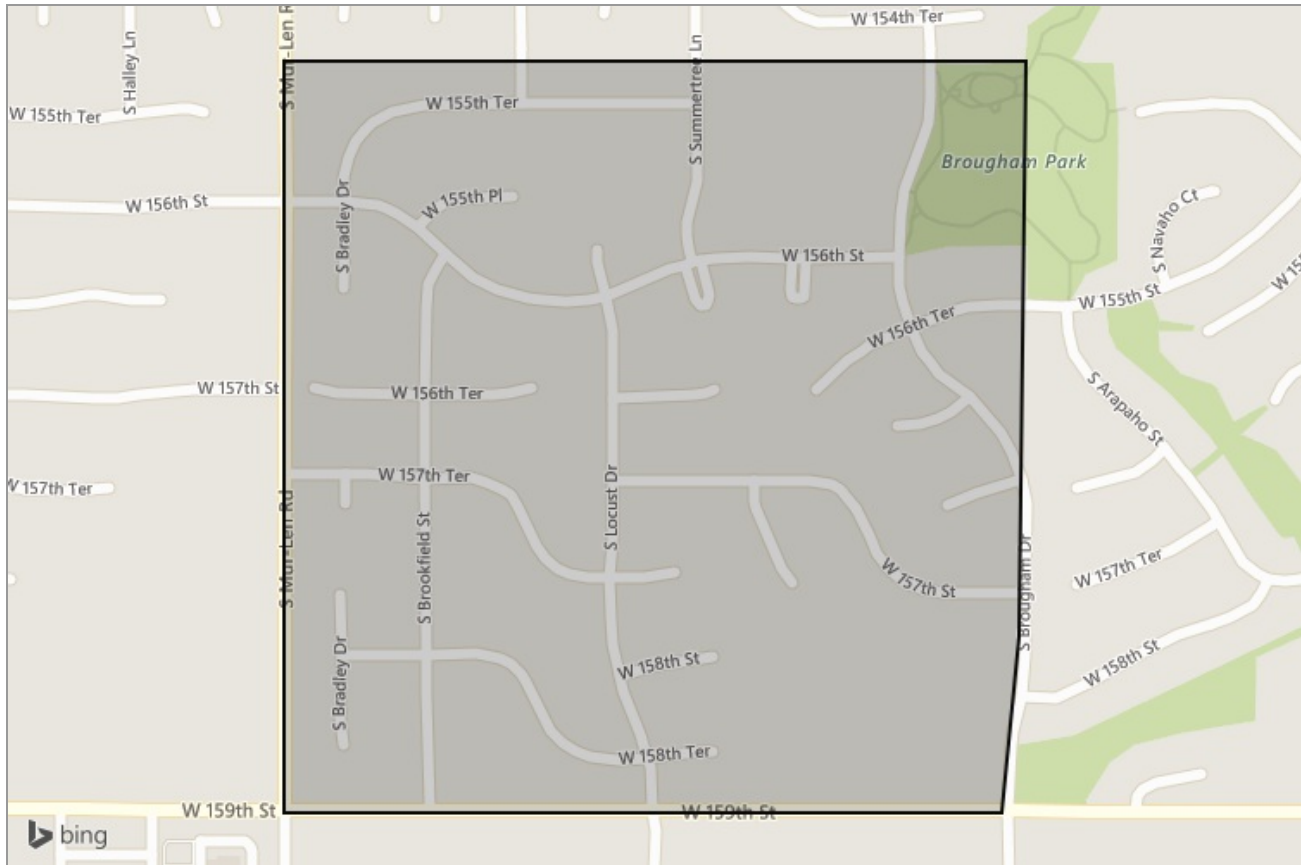 W 154th Ter
S Halley Ln
S Mur-Len Rd
S Summertree Ln
W 155th Ter
W 155th Ter
Brougham Park
W 156th St
S Bradley Dr
W 155th Pl
S Navaho Ct
W 156th St
W 155th St
W 156th Ter
W 157th St
W 156th Ter
S Arapaho St
W 157th Ter
W 157th Ter
S Mur-Len Rd
S Brookfield St
S Locust Dr
W 157th St
S Brougham Dr
W 157th Ter
S Bradley Dr
W 158th St
W 158th St
W 158th Ter
W 159th St
W 159th St
bing